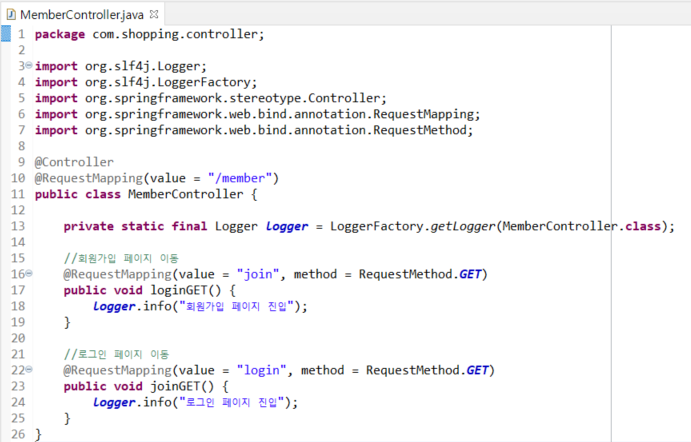 MemberController.java
1 package com.shopping.controller;
2
3 import org.slf4j.Logger;
4 import org.slf4j.LoggerFactory;
5 import org.springframework.stereotype.Controller;
6 import org.springframework.web.bind.annotation.RequestMapping;
7 import org.springframework.web.bind.annotation.RequestMethod;
8
9 @Controller
10 @RequestMapping(value = "/member")
11 public class MemberController {
12
13     private static final Logger logger = LoggerFactory.getLogger(MemberController.class);
14
15     //회원가입 페이지 이동
16     @RequestMapping(value = "join", method = RequestMethod.GET)
17     public void loginGET() {
18         logger.info("회원가입 페이지 진입");
19     }
20
21     //로그인 페이지 이동
22     @RequestMapping(value = "login", method = RequestMethod.GET)
23     public void joinGET() {
24         logger.info("로그인 페이지 진입");
25     }
26 }